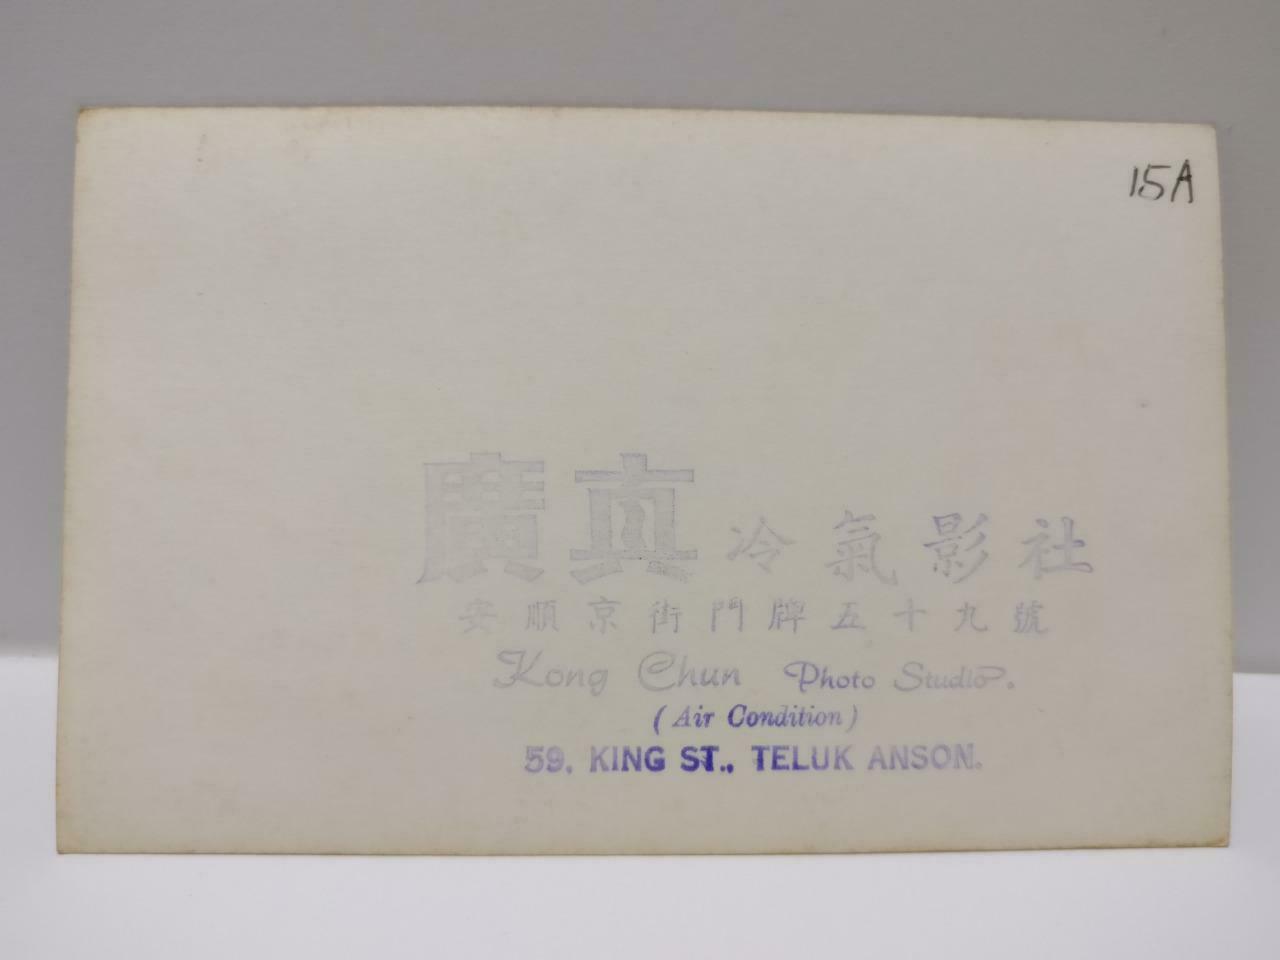 15A
廣真冷氣影社
安順京街門牌五十九號
Kong Chun Photo Studio.
(Air Condition)
59, KING ST., TELUK ANSON.